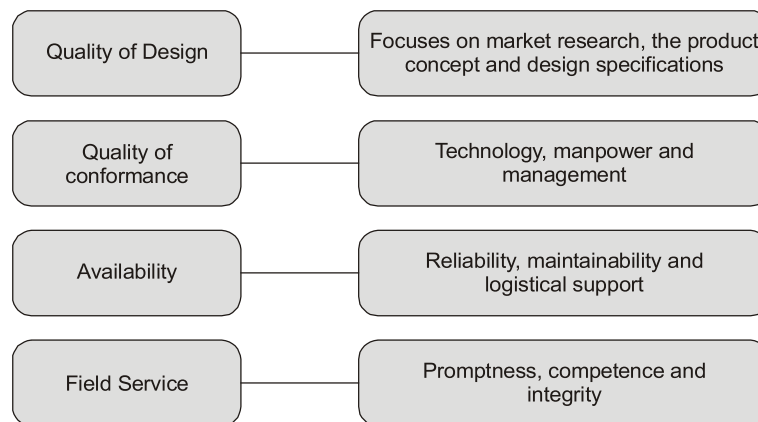 Quality of Design
Focuses on market research, the product
concept and design specifications
Quality of
conformance
Technology, manpower and
management
Availability
Reliability, maintainability and
logistical support
Field Service
Promptness, competence and
integrity